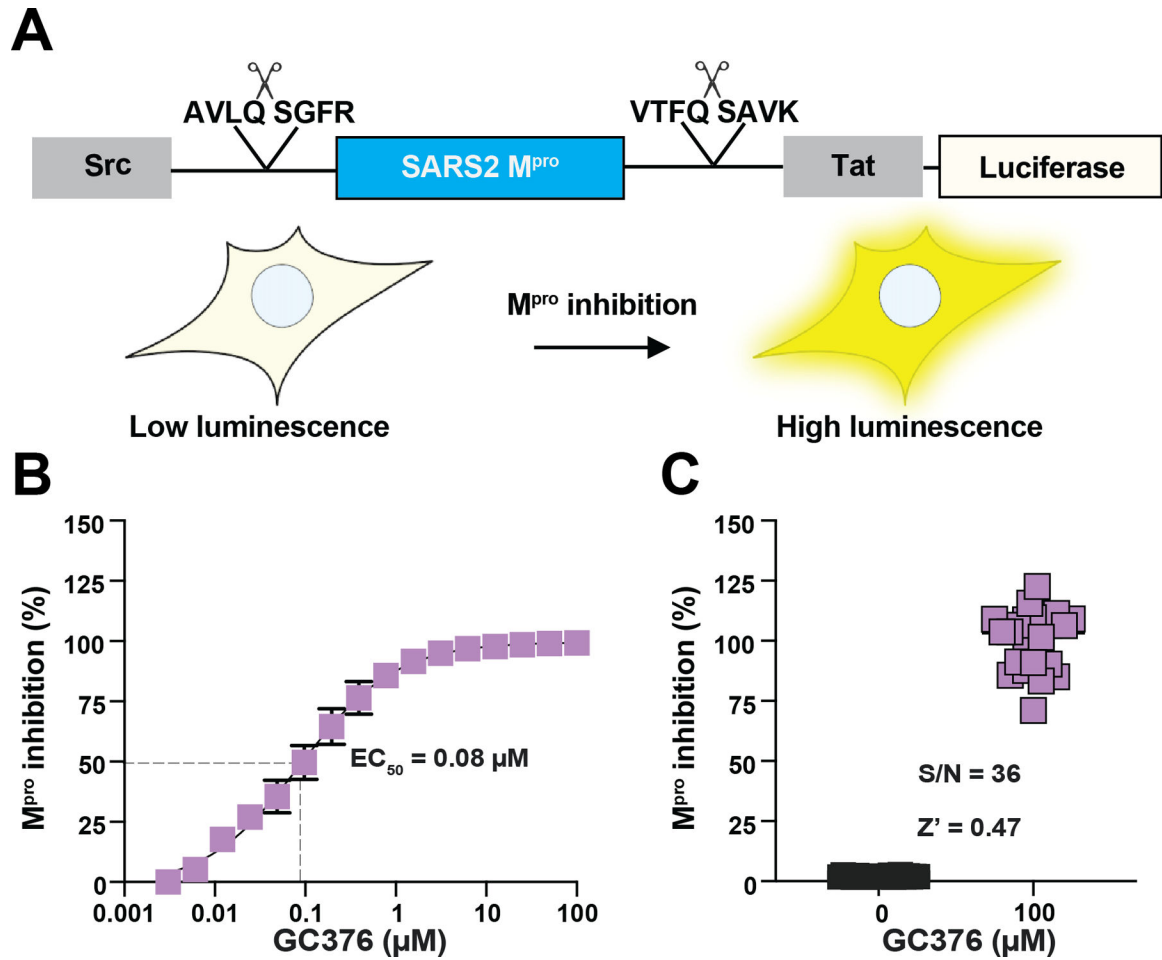 A
AVLQ SGFR
VTFQ SAVK
Src
SARS2 Mᵖʳᵒ
Tat
Luciferase
Mᵖʳᵒ inhibition
Low luminescence
High luminescence
B
Mᵖʳᵒ inhibition (%)
150
125
100
75
50
25
0
EC₅₀ = 0.08 µM
0.001
0.01
0.1
1
10
100
GC376 (µM)
C
Mᵖʳᵒ inhibition (%)
150
125
100
75
50
25
0
S/N = 36
Z’ = 0.47
0
100
GC376 (µM)